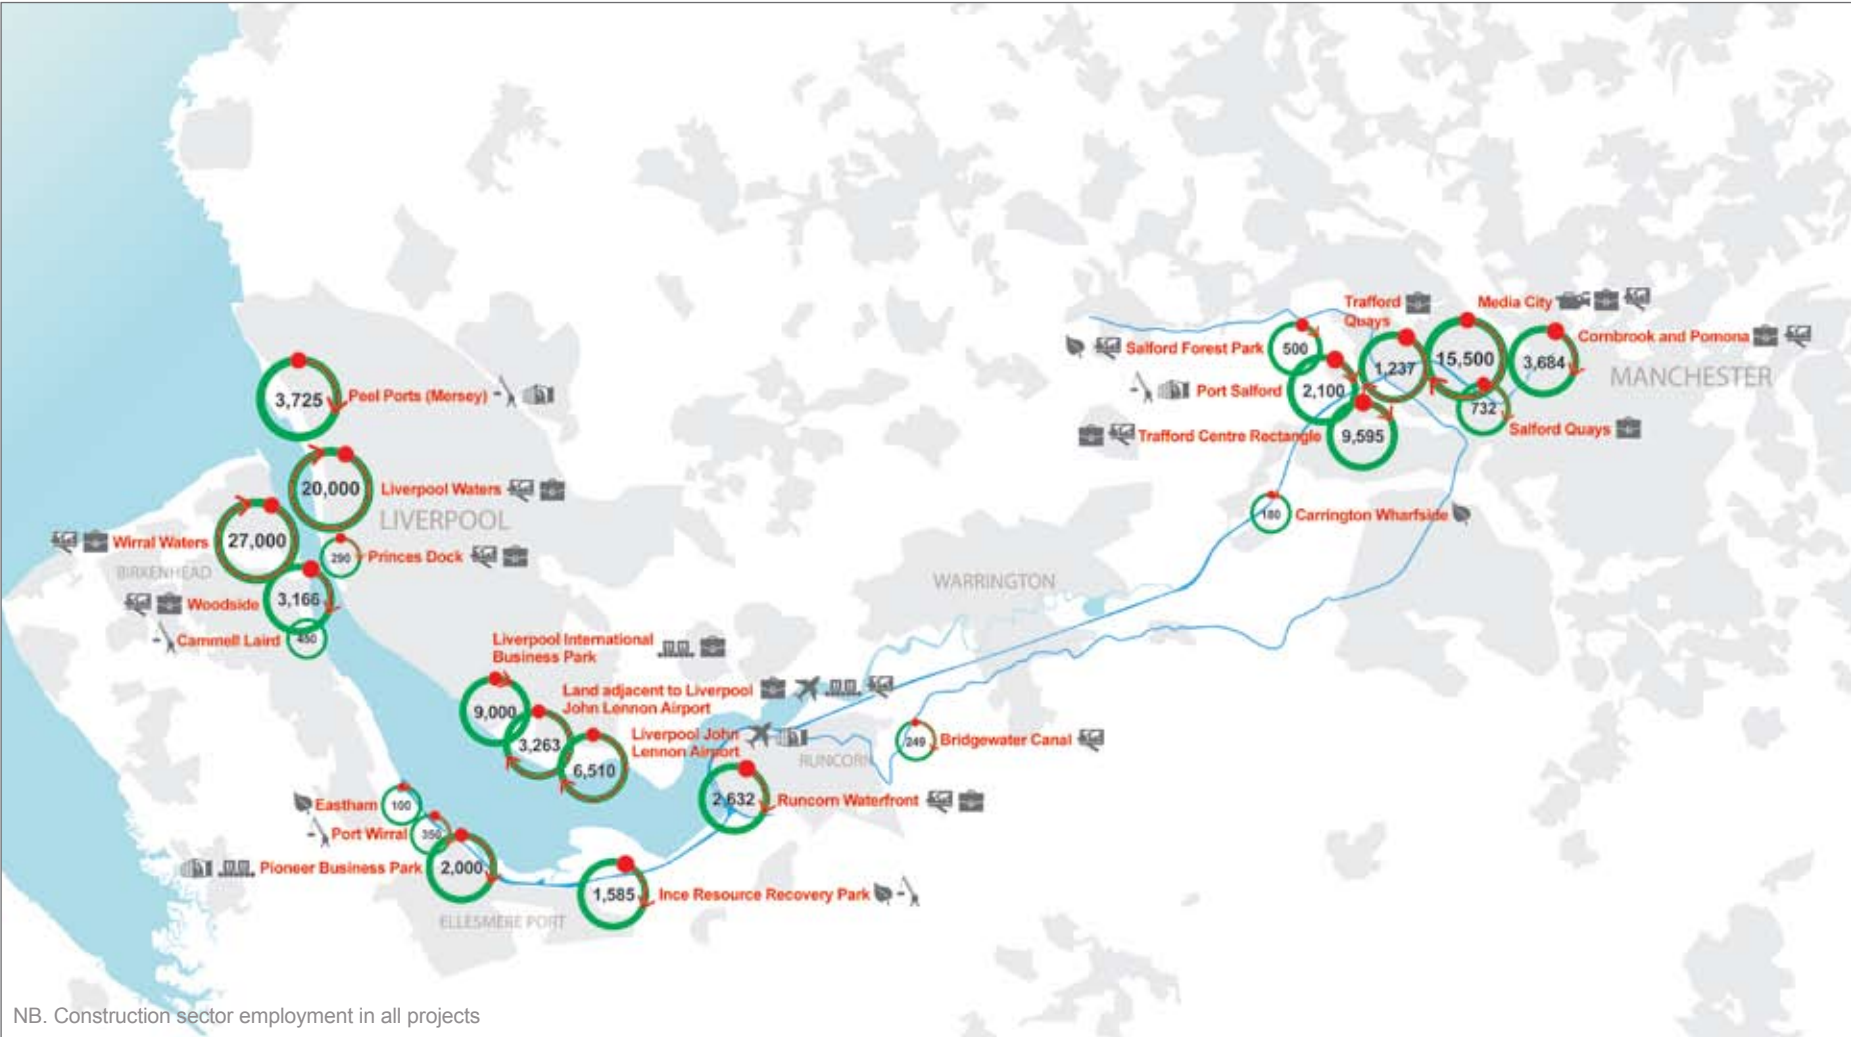 Trafford
Quays
Media City
Cornbrook and Pomona
Salford Forest Park
500
1,237
15,500
3,684
MANCHESTER
Port Salford
2,100
732
Salford Quays
Trafford Centre Rectangle
9,595
Carrington Wharfside
180
3,725
Peel Ports (Mersey)
20,000
Liverpool Waters
LIVERPOOL
Wirral Waters
27,000
290
Princes Dock
BIRKENHEAD
Woodside
3,166
Cammell Laird
450
WARRINGTON
Liverpool International
Business Park
9,000
Land adjacent to Liverpool
John Lennon Airport
3,263
Liverpool John
Lennon Airport
6,510
RUNCORN
249
Bridgewater Canal
2,632
Runcorn Waterfront
Eastham
100
Port Wirral
350
Pioneer Business Park
2,000
1,585
Ince Resource Recovery Park
ELLESMERE PORT
NB. Construction sector employment in all projects